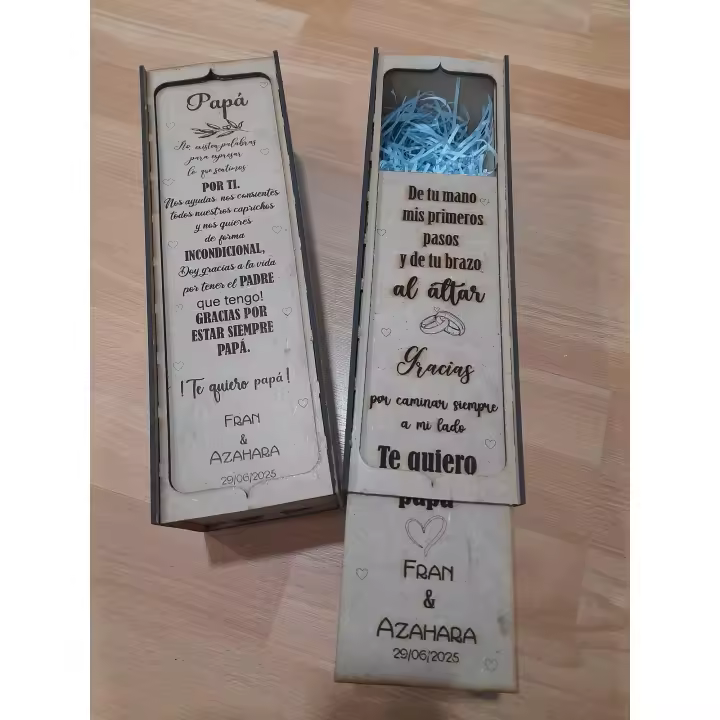 Papá
No existen palabras
para expresar
lo que sentimos
POR TI.
Nos ayudas, nos consientes
todos nuestros caprichos
y nos quieres
de forma
INCONDICIONAL,
Doy gracias a la vida
por tener el PADRE
que tengo!
GRACIAS POR
ESTAR SIEMPRE
PAPÁ.
!Te quiero papá!
FRAN
&
AZAHARA
29/06/2025
De tu mano
mis primeros
pasos
y de tu brazo
al altar
Gracias
por caminar siempre
a mi lado
Te quiero
papá
FRAN
&
AZAHARA
29/06/2025